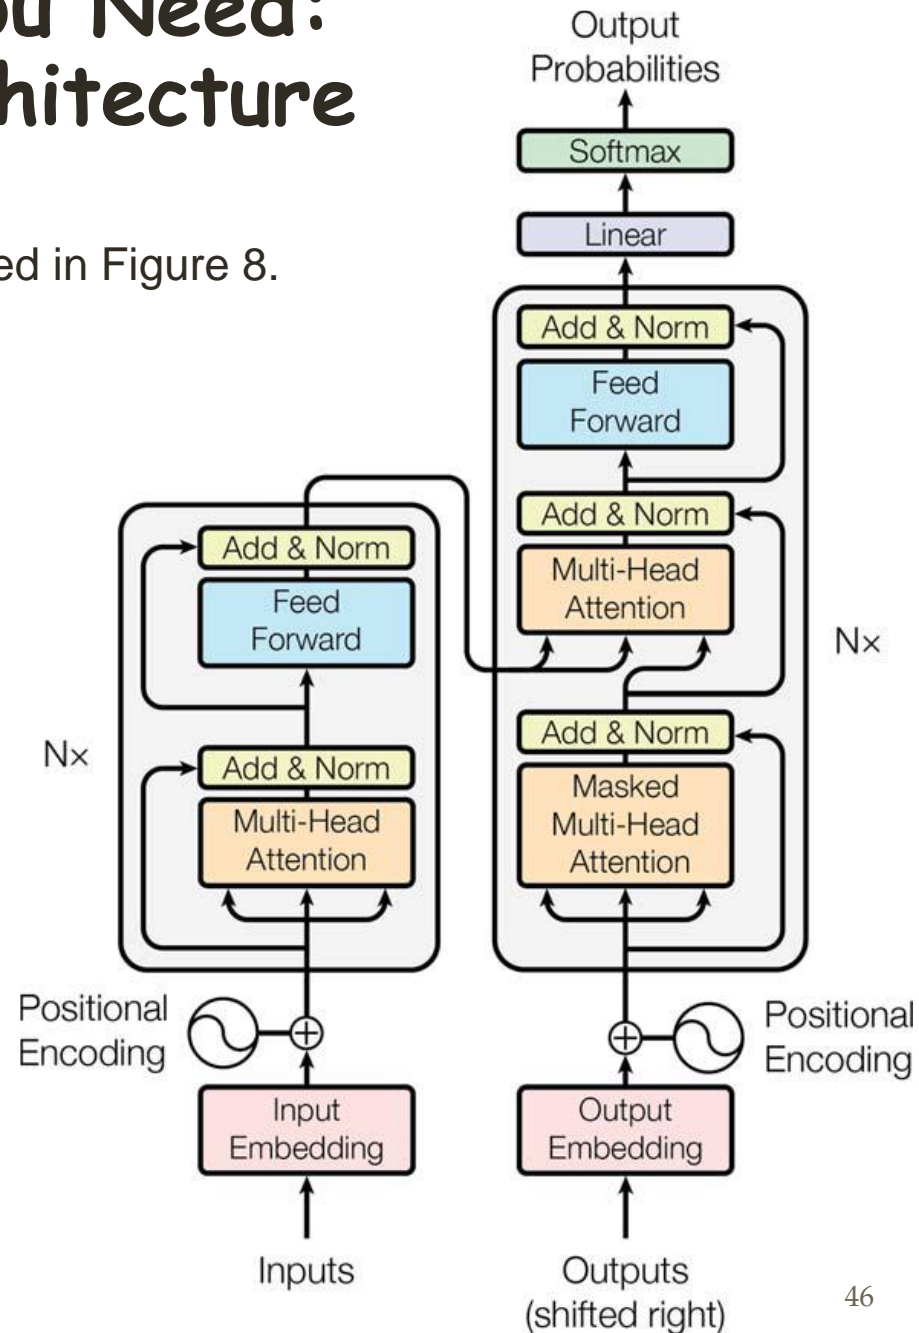 ou Need:
hitecture
ed in Figure 8.
Output
Probabilities
Softmax
Linear
Add & Norm
Feed
Forward
Add & Norm
Multi-Head
Attention
Nx
Add & Norm
Masked
Multi-Head
Attention
Positional
Encoding
Output
Embedding
Outputs
(shifted right)
Add & Norm
Feed
Forward
Nx
Add & Norm
Multi-Head
Attention
Positional
Encoding
Input
Embedding
Inputs
46